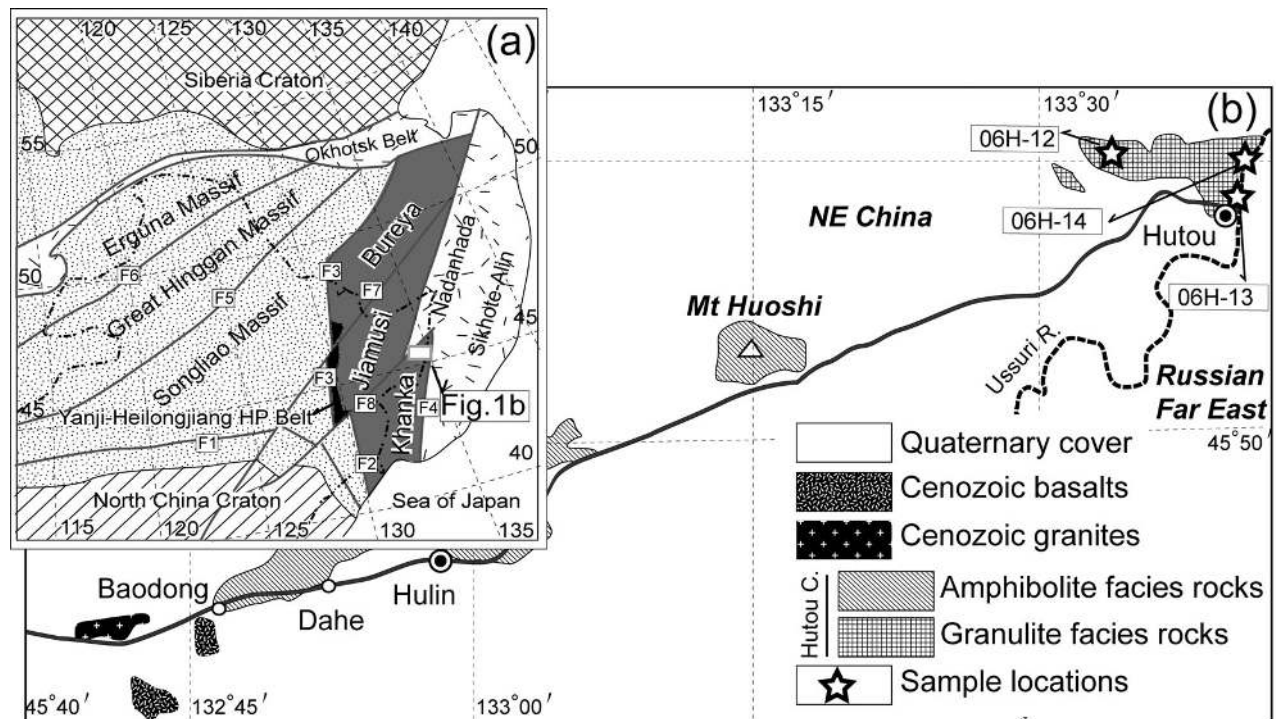 120
125
130
135
140
(a)
Siberia Craton
55
Okhotsk Belt
50
Erguna Massif
Great Hinggan Massif
Songliao Massif
Bureya
Jiamusi
Khanka
Nadanhada
Sikhote-Alin
50
F6
F5
F3
F7
45
F3
F8
F4
Fig.1b
45
Yanji-Heilongjiang HP Belt
F1
F2
40
North China Craton
Sea of Japan
115
120
125
130
135
133°15′
133°30′
(b)
06H-12
NE China
06H-14
Hutou
06H-13
Mt Huoshi
Ussuri R.
Russian
Far East
45°50′
Quaternary cover
Cenozoic basalts
Cenozoic granites
Hutou C.
Amphibolite facies rocks
Granulite facies rocks
Sample locations
Baodong
Dahe
Hulin
45°40′
132°45′
133°00′